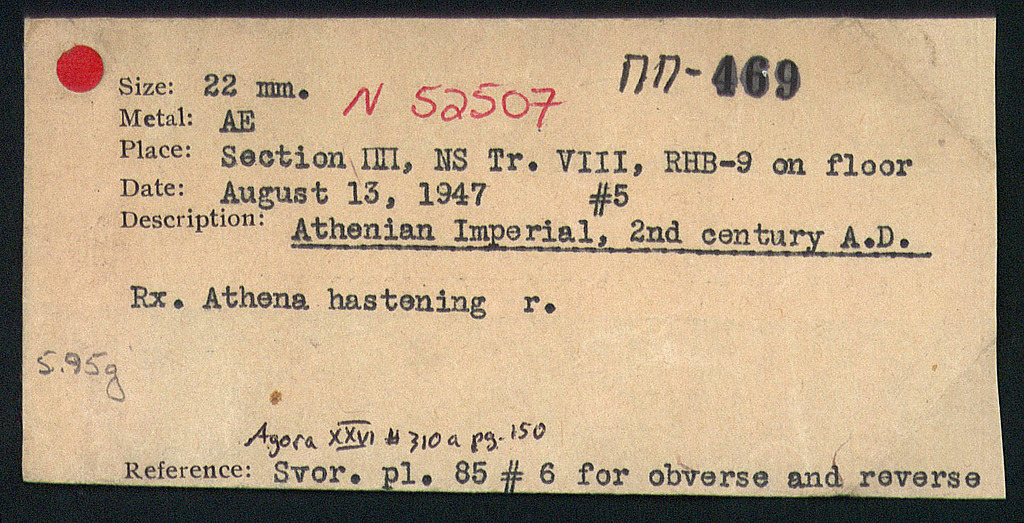 ΠΠ-469
Size: 22 mm.
N 52507
Metal: AE
Place: Section ΠΠ, NS Tr. VIII, RHB-9 on floor
Date: August 13, 1947 #5
Description: Athenian Imperial, 2nd century A.D.
Rx. Athena hastening r.
5.95g
Agora XXVI # 310a pg. 150
Reference: Svor. pl. 85 # 6 for obverse and reverse